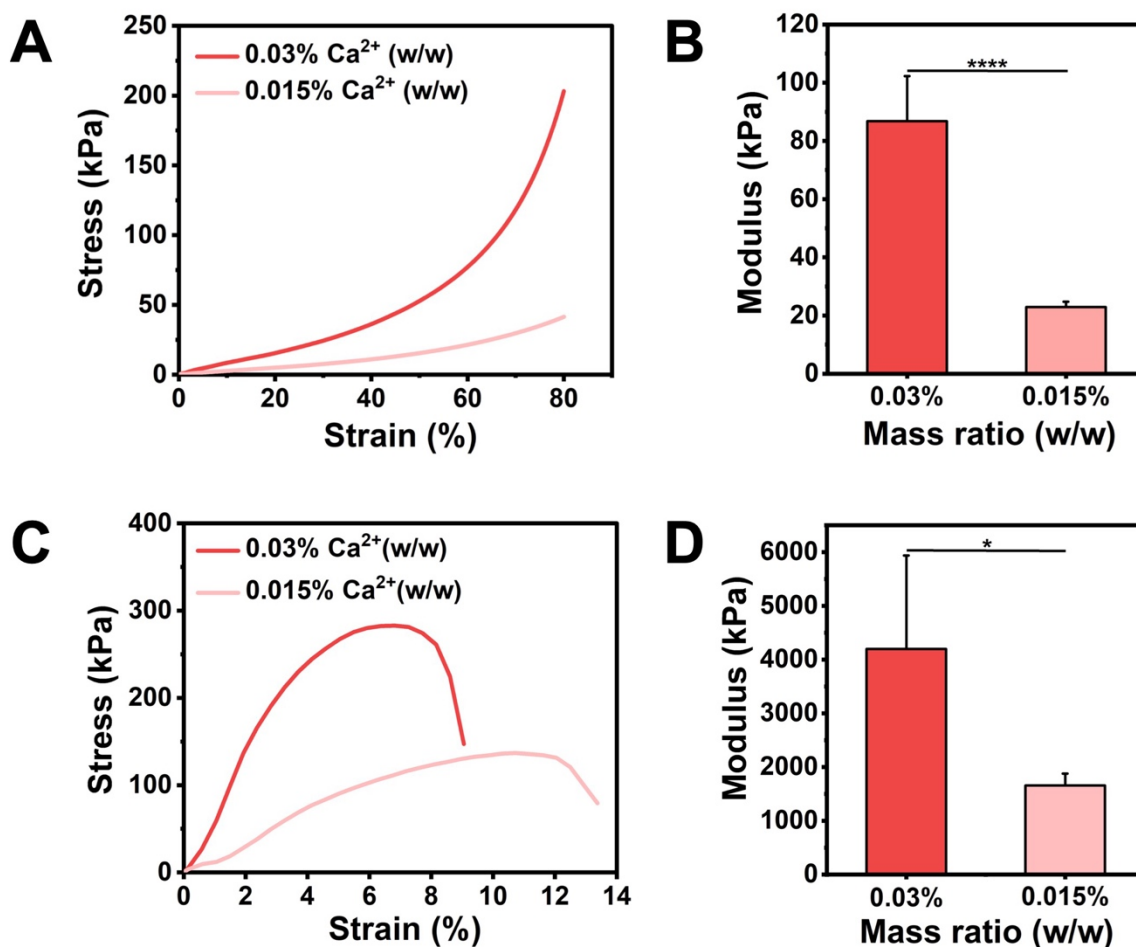 A
Stress (kPa)
250
200
150
100
50
0
0.03% Ca²⁺ (w/w)
0.015% Ca²⁺ (w/w)
0 20 40 60 80
Strain (%)
B
Modulus (kPa)
120
100
80
60
40
20
0
****
0.03% 0.015%
Mass ratio (w/w)
C
Stress (kPa)
400
300
200
100
0
0.03% Ca²⁺(w/w)
0.015% Ca²⁺(w/w)
0 2 4 6 8 10 12 14
Strain (%)
D
Modulus (kPa)
6000
5000
4000
3000
2000
1000
0
*
0.03% 0.015%
Mass ratio (w/w)